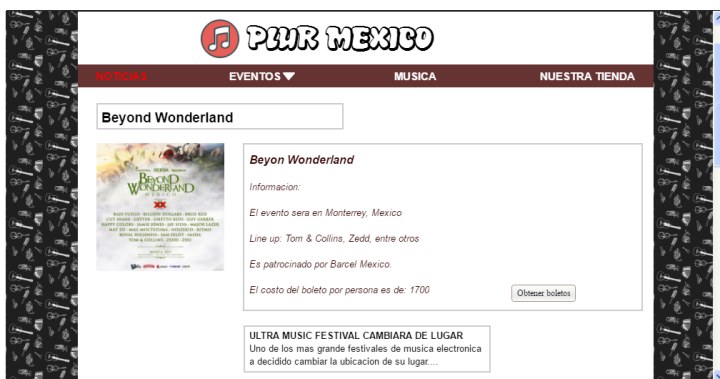 PLUR MEXICO
NOTICIAS EVENTOS MUSICA NUESTRA TIENDA
Beyond Wonderland
BEYOND
WONDERLAND
MEXICO
Beyon Wonderland
Informacion:
El evento sera en Monterrey, Mexico
Line up: Tom & Collins, Zedd, entre otros
Es patrocinado por Barcel Mexico.
El costo del boleto por persona es de: 1700
Obtener boletos
ULTRA MUSIC FESTIVAL CAMBIARA DE LUGAR
Uno de los mas grande festivales de musica electronica
a decidido cambiar la ubicacion de su lugar....